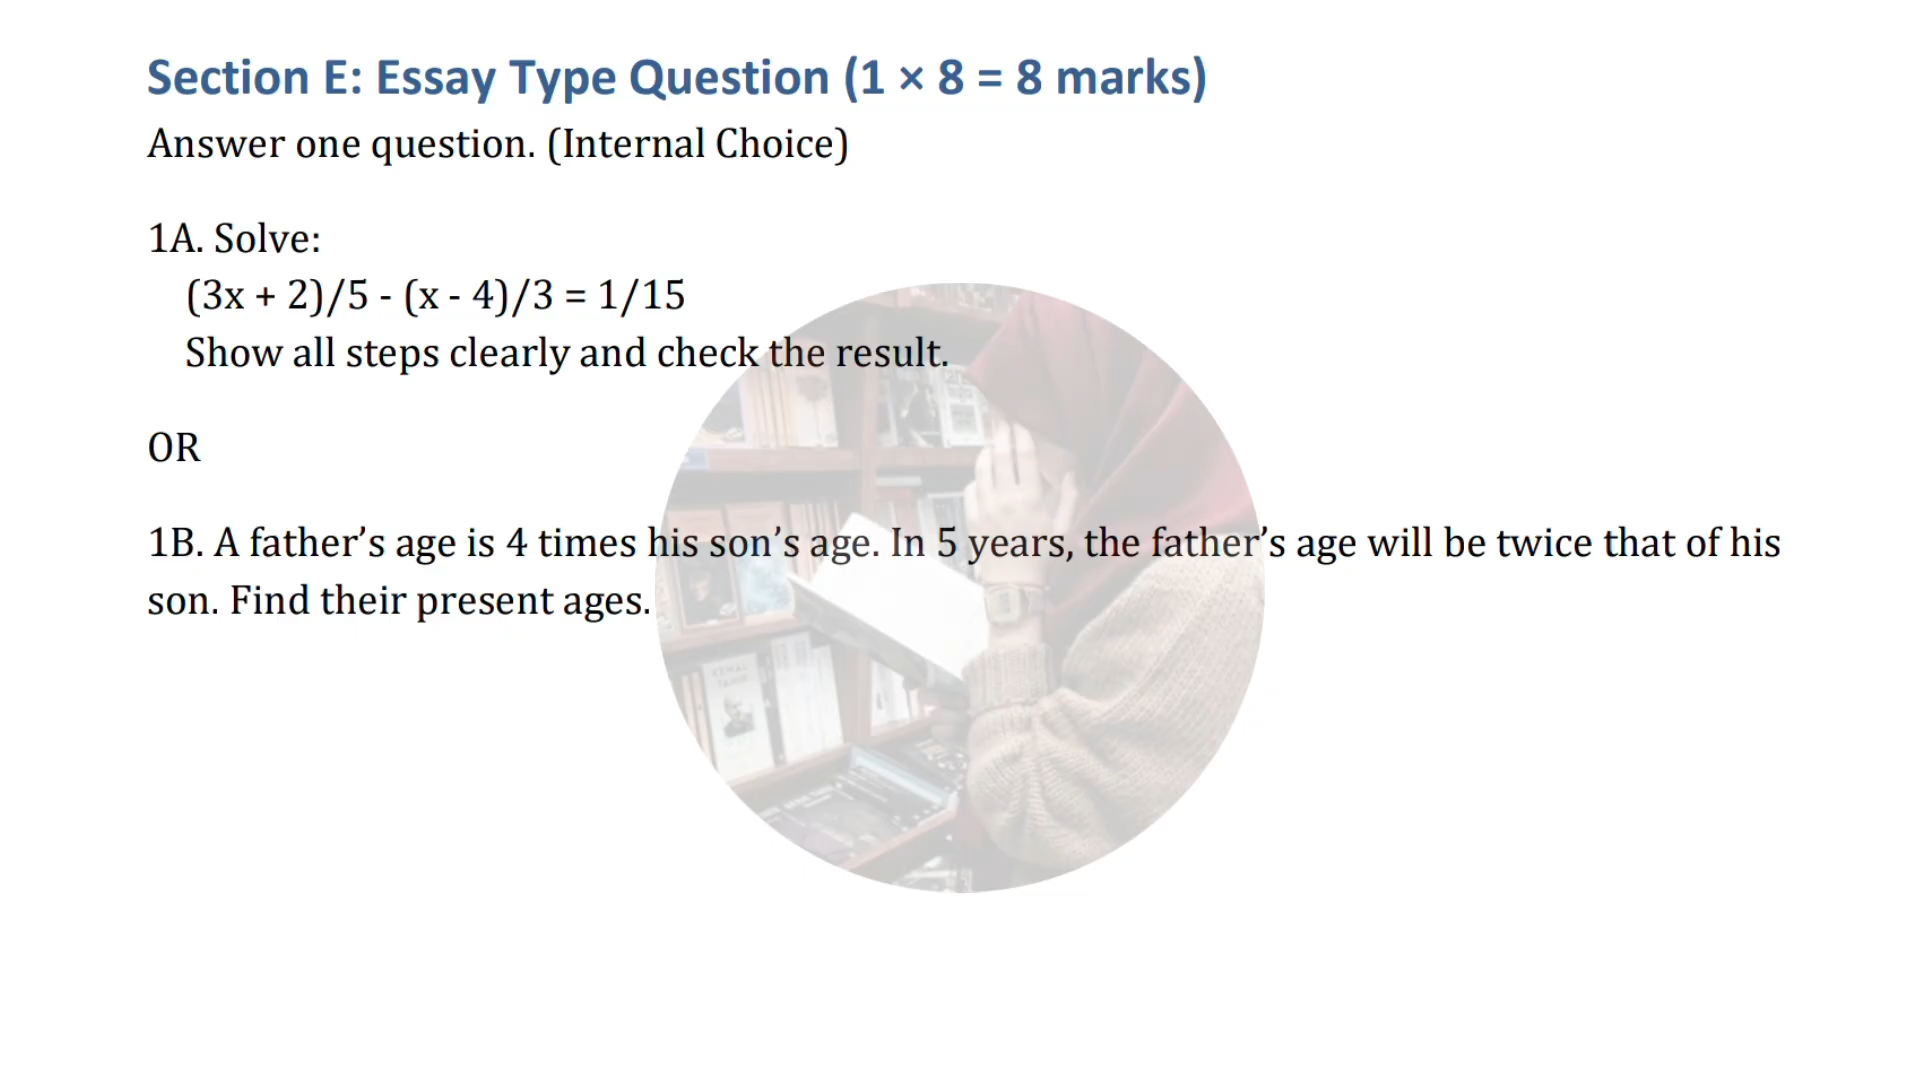 Section E: Essay Type Question (1 × 8 = 8 marks)
Answer one question. (Internal Choice)
1A. Solve:
(3x + 2)/5 - (x - 4)/3 = 1/15
Show all steps clearly and check the result.
OR
1B. A father’s age is 4 times his son’s age. In 5 years, the father’s age will be twice that of his
son. Find their present ages.
KEMAL
TAHIR